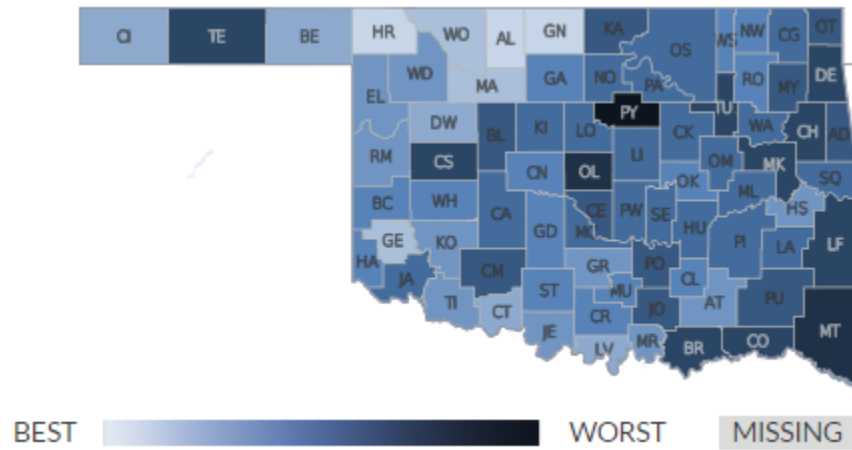 CI TE BE HR WO AL GN KA OS WS NW CG OT
WD MA GA NO PA RO MY DE
EL PY TU
DW BL KI LO CK WA CH AD
RM CS CN OL LI OM MK SQ
BC WH CA OK ML HS
GE KO GD CE PW SE HU PI LA LF
HA JA CM GR PO
TI CT ST MU CL AT PU
JE CR JO MT
LV MR BR CO
BEST WORST MISSING